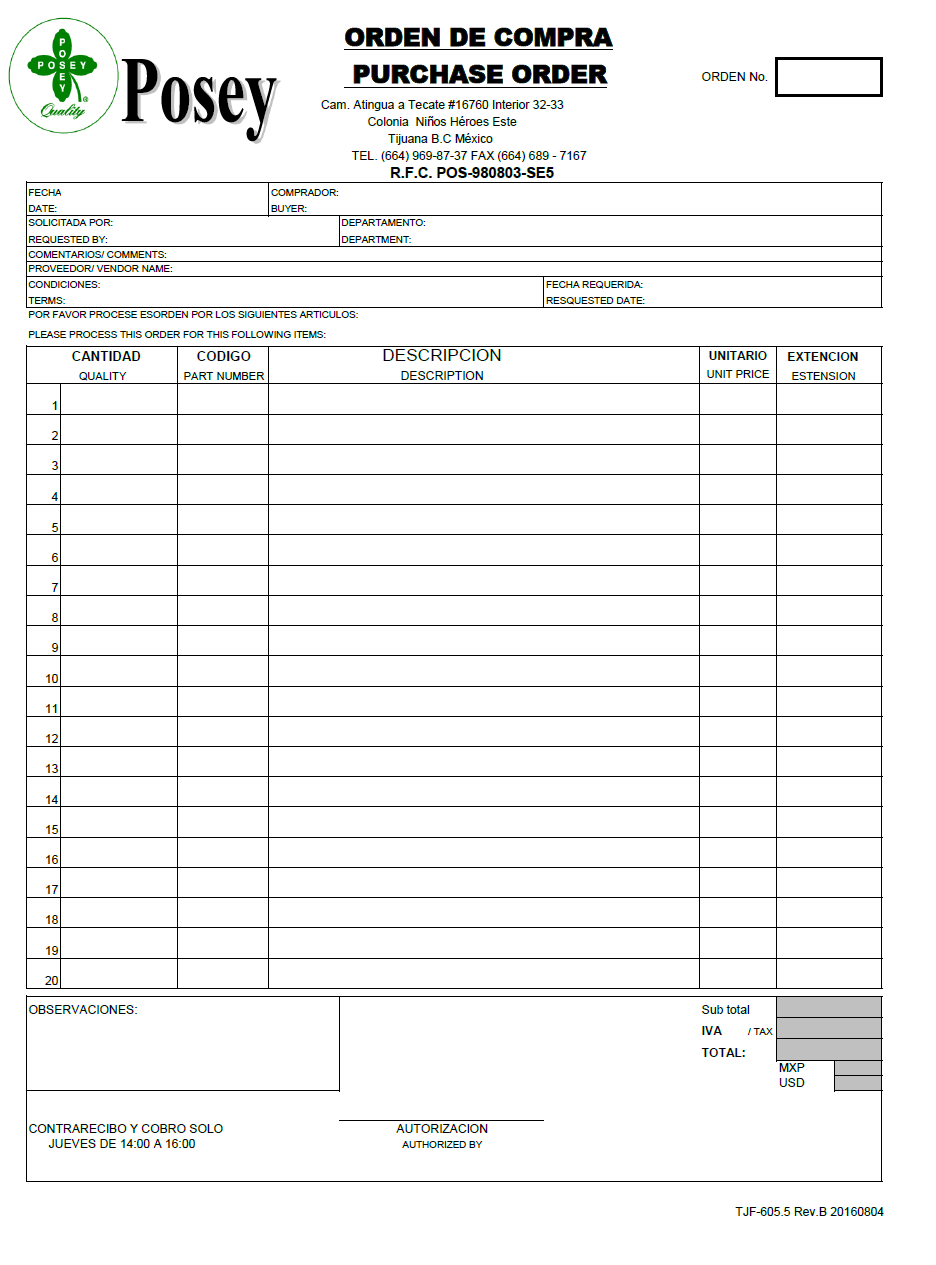 POSEY
POSEY
®
Quality
Posey
ORDEN DE COMPRA
PURCHASE ORDER
ORDEN No.
Cam. Atingua a Tecate #16760 Interior 32-33
Colonia Niños Héroes Este
Tijuana B.C México
TEL. (664) 969-87-37 FAX (664) 689 - 7167
R.F.C. POS-980803-SE5
FECHA COMPRADOR:
DATE: BUYER:
SOLICITADA POR: DEPARTAMENTO:
REQUESTED BY: DEPARTMENT:
COMENTARIOS/ COMMENTS:
PROVEEDOR/ VENDOR NAME:
CONDICIONES: FECHA REQUERIDA:
TERMS: RESQUESTED DATE:
POR FAVOR PROCESE ESORDEN POR LOS SIGUIENTES ARTICULOS:
PLEASE PROCESS THIS ORDER FOR THIS FOLLOWING ITEMS:
CANTIDAD CODIGO DESCRIPCION UNITARIO EXTENCION
QUALITY PART NUMBER DESCRIPTION UNIT PRICE EXTENSION
1
2
3
4
5
6
7
8
9
10
11
12
13
14
15
16
17
18
19
20
OBSERVACIONES: Sub total
IVA / TAX
TOTAL:
MXP
USD
CONTRARECIBO Y COBRO SOLO AUTORIZACION
JUEVES DE 14:00 A 16:00 AUTHORIZED BY
TJF-605.5 Rev.B 20160804